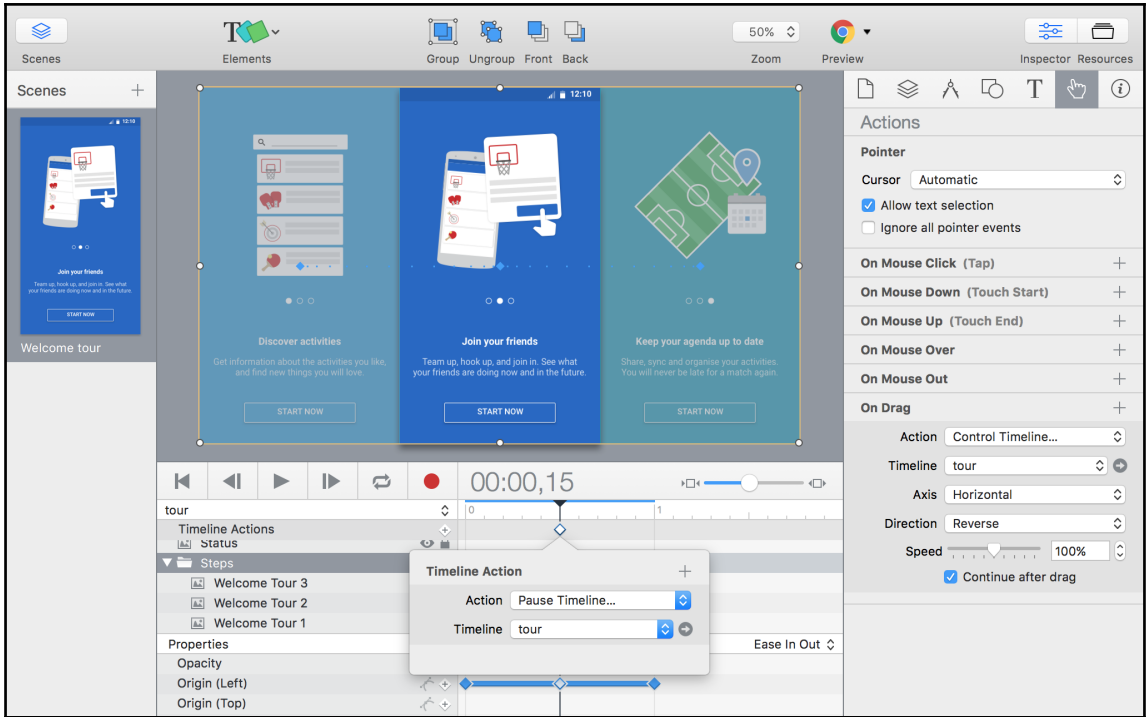 50%
Scenes
Elements
Group Ungroup Front Back
Zoom
Preview
Inspector Resources
Scenes
12:10
Join your friends
Team up, hook up, and join in. See what
your friends are doing now and in the future.
START NOW
Welcome tour
Discover activities
Get information about the activities you like,
and find new things you will love.
START NOW
12:10
Join your friends
Team up, hook up, and join in. See what
your friends are doing now and in the future.
START NOW
Keep your agenda up to date
Share, sync and organise your activities.
You will never be late for a match again.
START NOW
00:00,15
tour
0
1
Timeline Actions
Status
Steps
Welcome Tour 3
Welcome Tour 2
Welcome Tour 1
Properties
Ease In Out
Opacity
Origin (Left)
Origin (Top)
Timeline Action
Action Pause Timeline...
Timeline tour
T
i
Actions
Pointer
Cursor Automatic
Allow text selection
Ignore all pointer events
On Mouse Click (Tap)
On Mouse Down (Touch Start)
On Mouse Up (Touch End)
On Mouse Over
On Mouse Out
On Drag
Action Control Timeline...
Timeline tour
Axis Horizontal
Direction Reverse
Speed 100%
Continue after drag